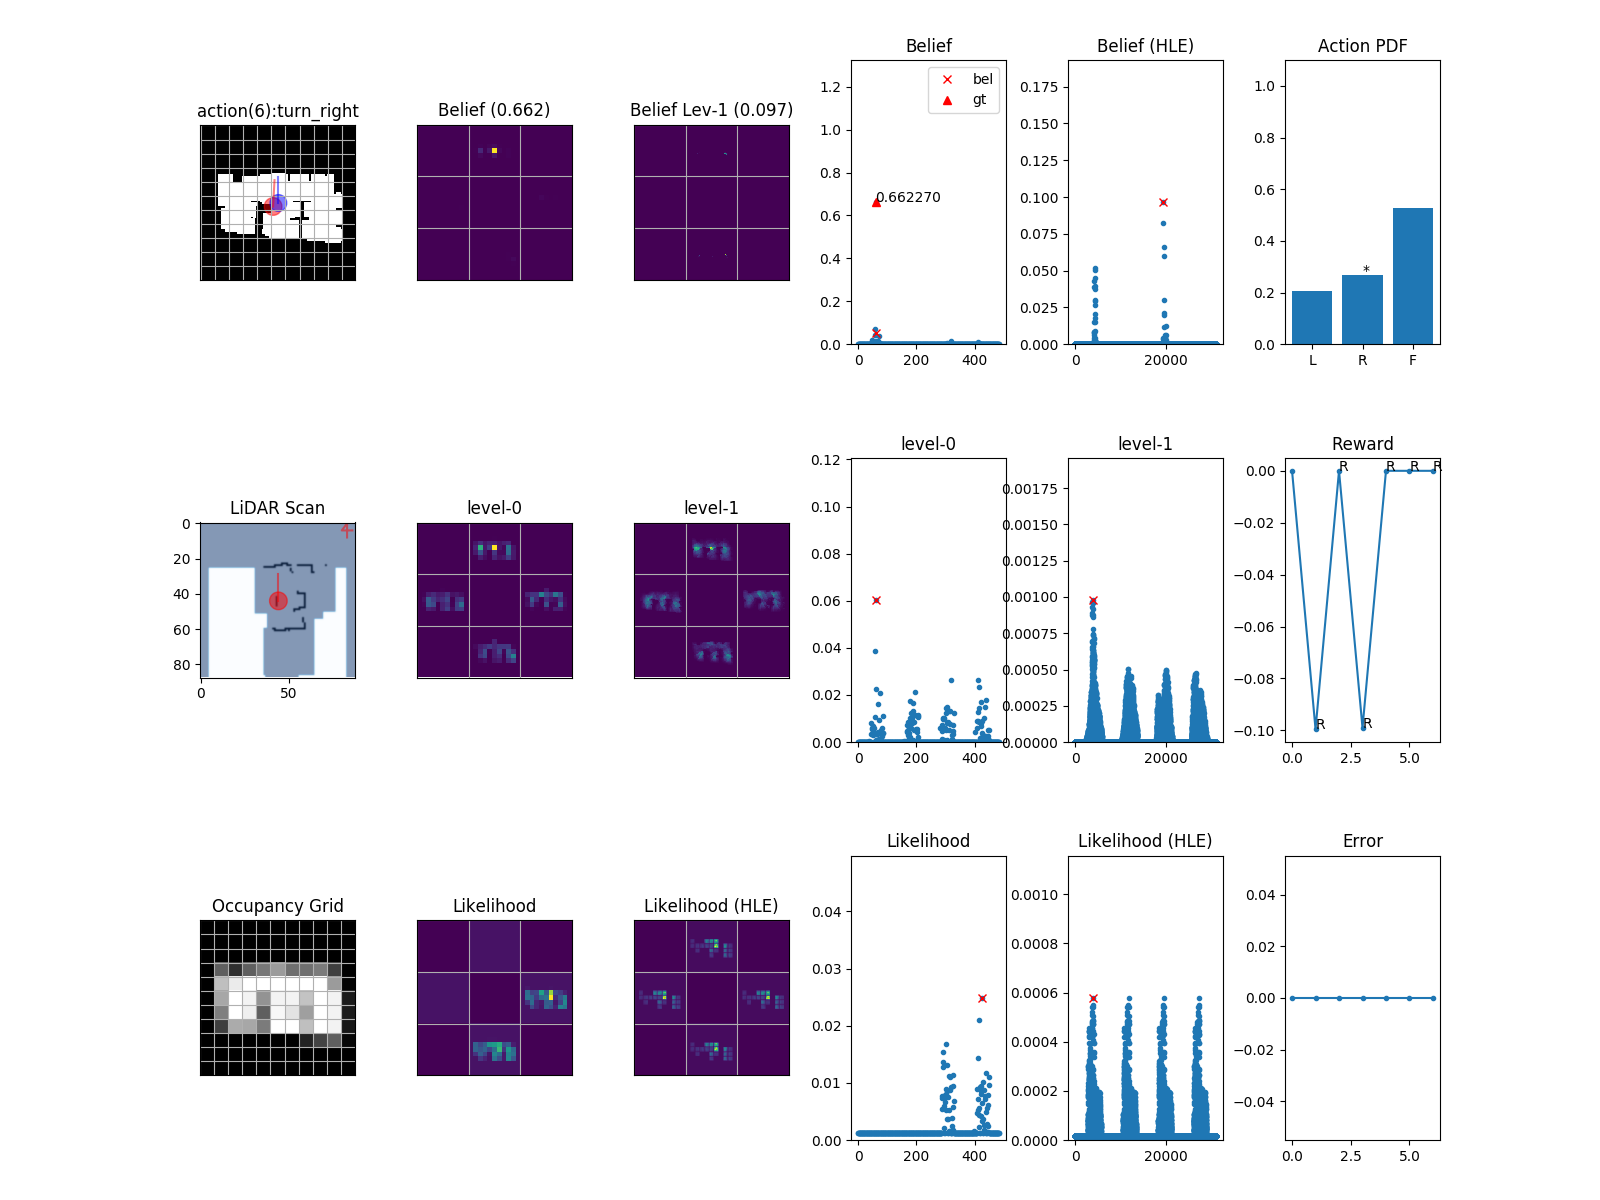 Belief
Belief (HLE)
Action PDF
action(6):turn_right
Belief (0.662)
Belief Lev-1 (0.097)
bel
gt
0.662270
1.2
1.0
0.8
0.6
0.4
0.2
0.0
0 200 400
0.175
0.150
0.125
0.100
0.075
0.050
0.025
0.000
0 20000
1.0
0.8
0.6
0.4
0.2
0.0
*
L R F
level-0
level-1
Reward
LiDAR Scan
level-0
level-1
0
20
40
60
80
0 50
4
0.12
0.10
0.08
0.06
0.04
0.02
0.00
0 200 400
0.00175
0.00150
0.00125
0.00100
0.00075
0.00050
0.00025
0.00000
0 20000
0.00
−0.02
−0.04
−0.06
−0.08
−0.10
R R R R
R R
0.0 2.5 5.0
Likelihood
Likelihood (HLE)
Error
Occupancy Grid
Likelihood
Likelihood (HLE)
0.04
0.03
0.02
0.01
0.00
0 200 400
0.0010
0.0008
0.0006
0.0004
0.0002
0.0000
0 20000
0.04
0.02
0.00
−0.02
−0.04
0.0 2.5 5.0